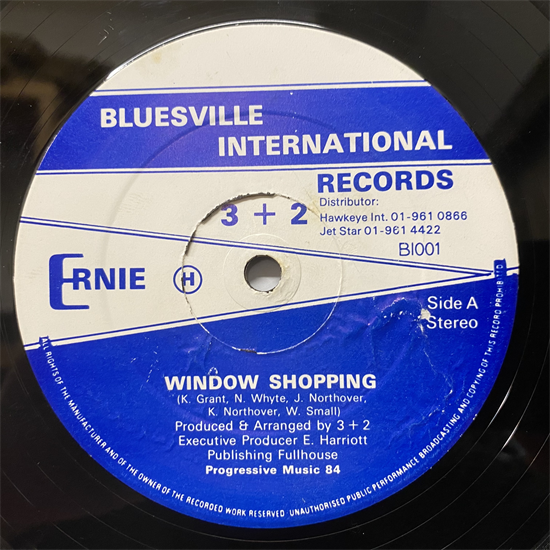 BLUESVILLE
INTERNATIONAL
RECORDS
3 + 2
Distributor:
Hawkeye Int. 01-961 0866
Jet Star 01-961 4422
BI001
ERNIE H
Side A
Stereo
WINDOW SHOPPING
(K. Grant, N. Whyte, J. Northover,
K. Northover, W. Small)
Produced & Arranged by 3 + 2
Executive Producer E. Harriott
Publishing Fullhouse
Progressive Music 84
ALL RIGHTS OF THE MANUFACTURER AND OF THE OWNER OF THE RECORDED WORK RESERVED UNAUTHORISED PUBLIC PERFORMANCE BROADCASTING AND COPYING OF THIS RECORD PROHIBITED